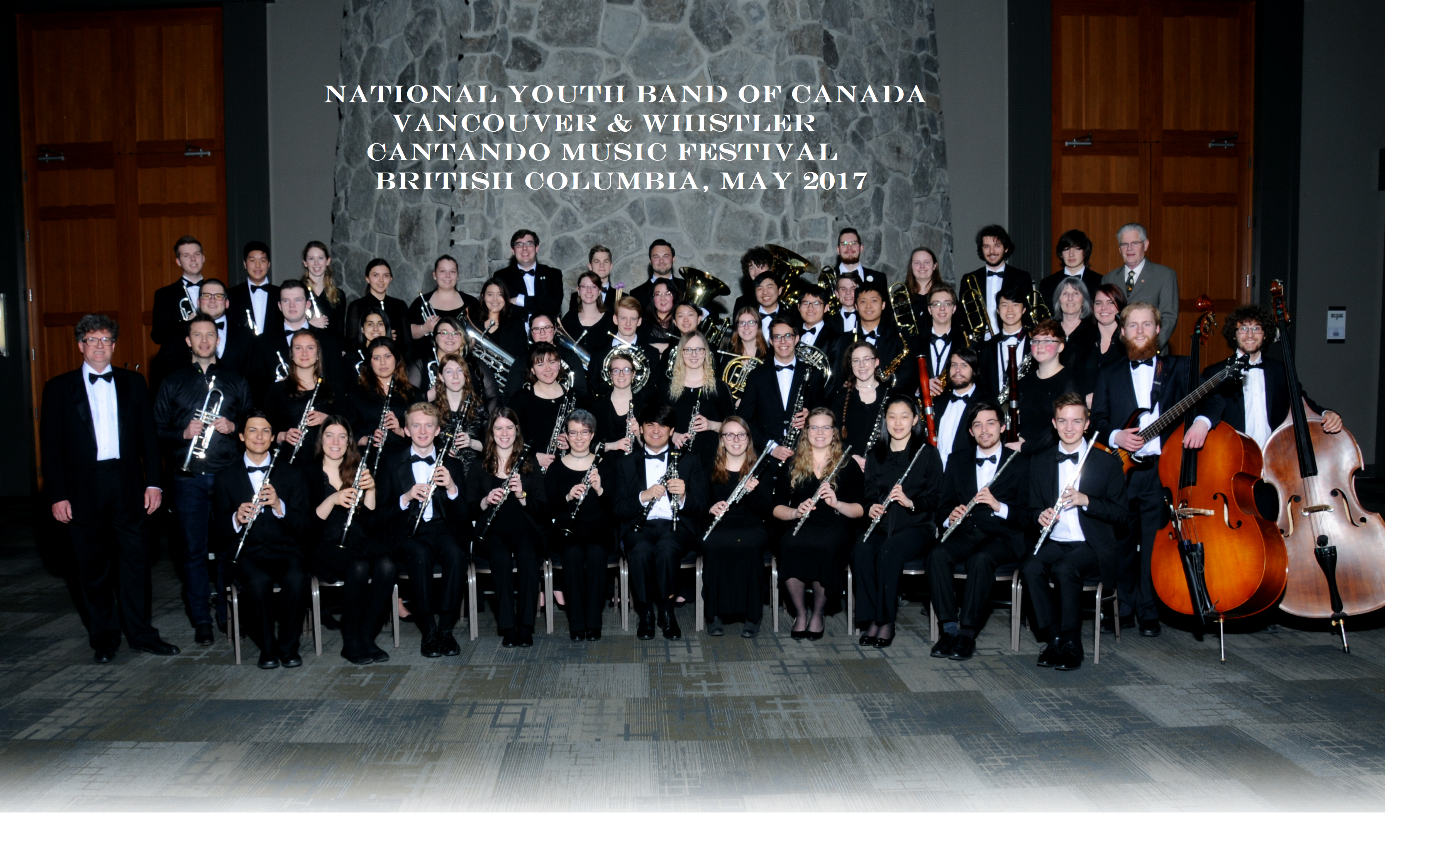 NATIONAL YOUTH BAND OF CANADA
VANCOUVER & WHISTLER
CANTANDO MUSIC FESTIVAL
BRITISH COLUMBIA, MAY 2017